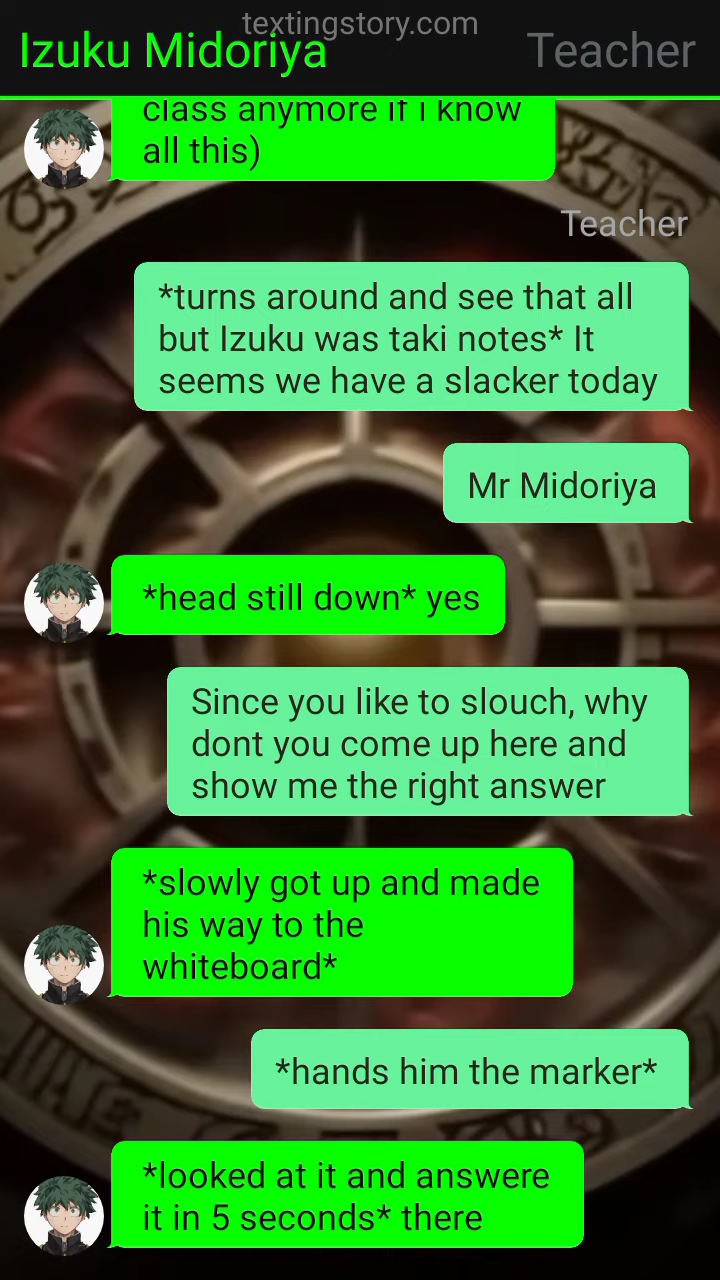 textingstory.com
Izuku Midoriya
Teacher
class anymore if i know
all this)
Teacher
*turns around and see that all
but Izuku was taki notes* It
seems we have a slacker today
Mr Midoriya
*head still down* yes
Since you like to slouch, why
dont you come up here and
show me the right answer
*slowly got up and made
his way to the
whiteboard*
*hands him the marker*
*looked at it and answere
it in 5 seconds* there